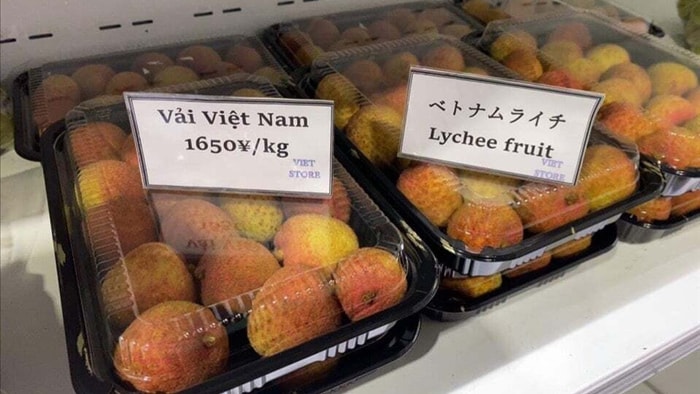 Vải Việt Nam
1650¥/kg
VIET
STORE
ベトナムライチ
Lychee fruit
VIET
STORE